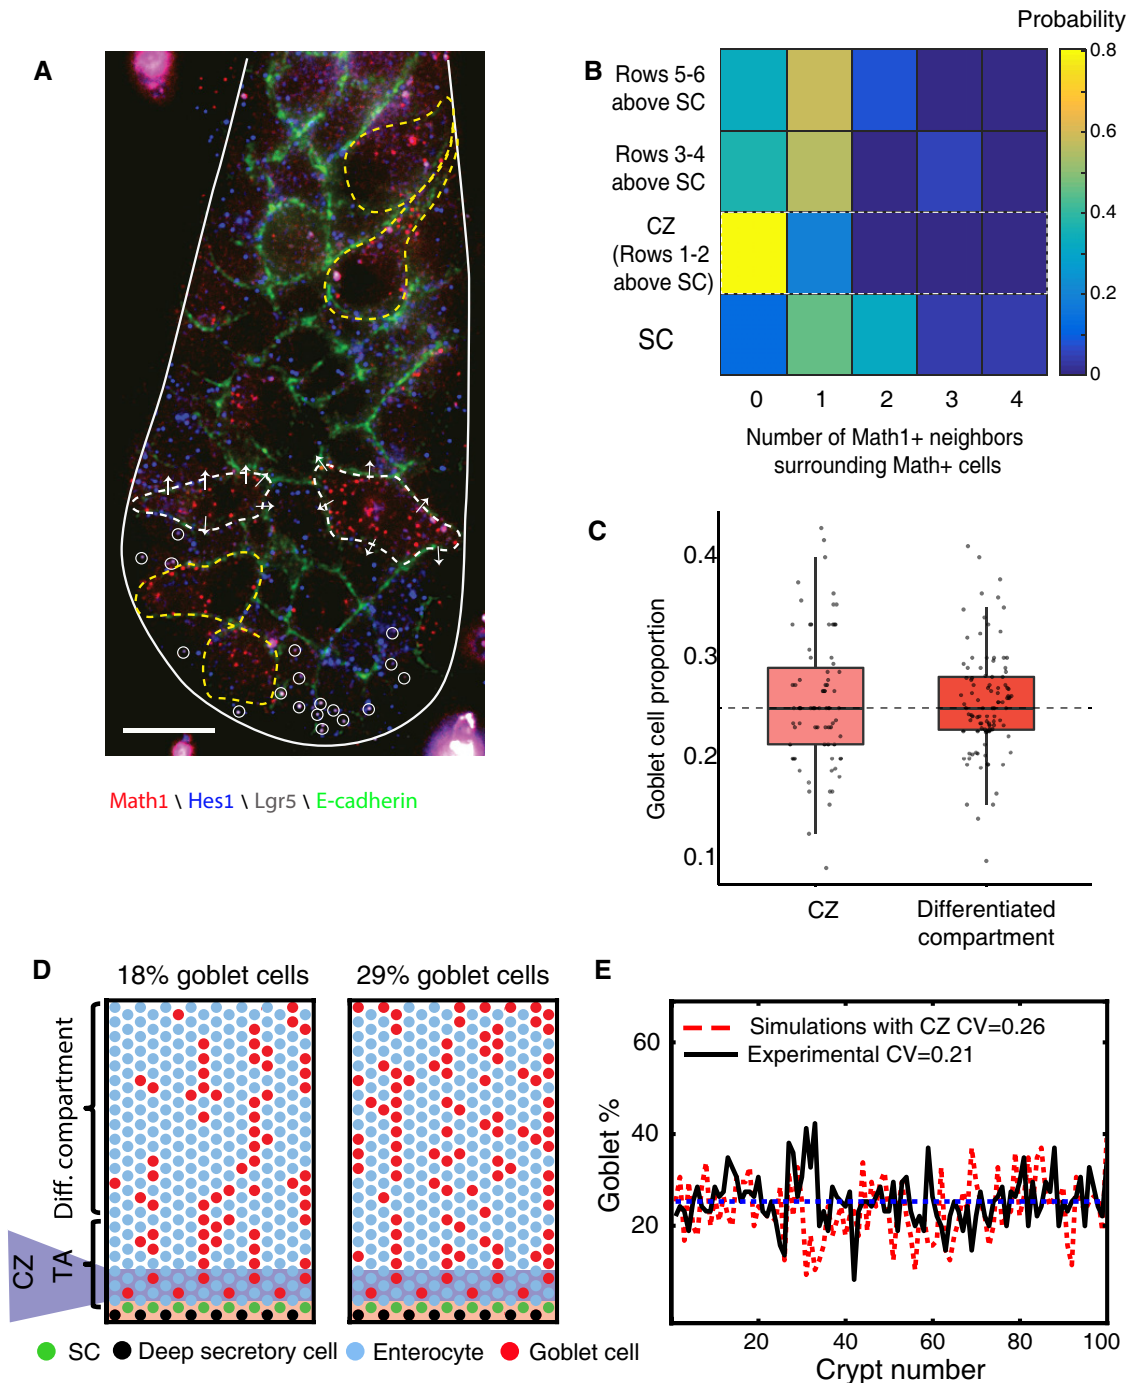 A
Math1 \ Hes1 \ Lgr5 \ E-cadherin
B
Probability
Rows 5-6
above SC
Rows 3-4
above SC
CZ
(Rows 1-2
above SC)
SC
0.8
0.6
0.4
0.2
0
0 1 2 3 4
Number of Math1+ neighbors
surrounding Math+ cells
C
Goblet cell proportion
0.4
0.3
0.2
0.1
CZ
Differentiated
compartment
D
18% goblet cells
29% goblet cells
Diff. compartment
TA
CZ
SC
Deep secretory cell
Enterocyte
Goblet cell
E
Simulations with CZ CV=0.26
Experimental CV=0.21
Goblet %
60
40
20
20 40 60 80 100
Crypt number